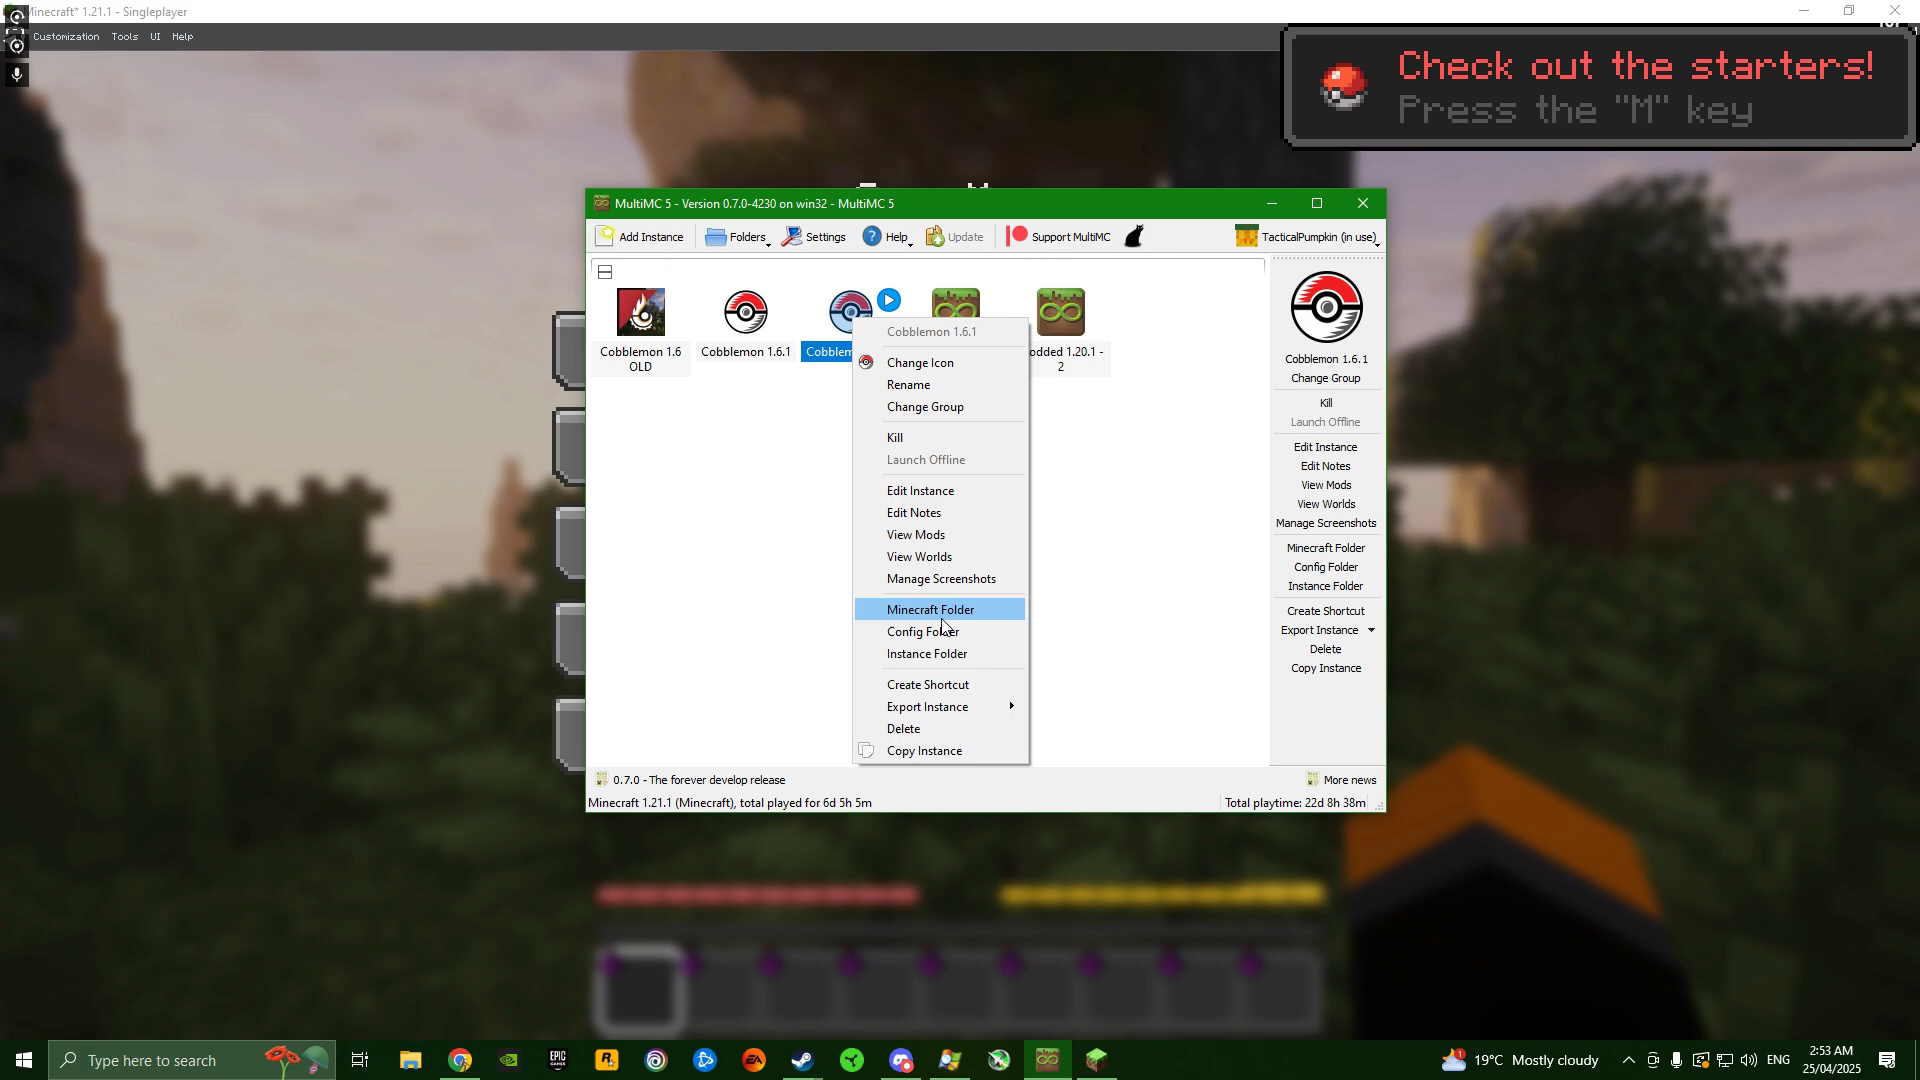 Minecraft* 1.21.1 - Singleplayer
Customization Tools UI Help
Check out the starters!
Press the "M" key
MultiMC 5 - Version 0.7.0-4230 on win32 - MultiMC 5
Add Instance Folders Settings Help Update Support MultiMC TacticalPumpkin (in use)
Cobblemon 1.6
OLD
Cobblemon 1.6.1
Cobblem
odded 1.20.1 -
2
Cobblemon 1.6.1
Change Icon
Rename
Change Group
Kill
Launch Offline
Edit Instance
Edit Notes
View Mods
View Worlds
Manage Screenshots
Minecraft Folder
Config Folder
Instance Folder
Create Shortcut
Export Instance
Delete
Copy Instance
Cobblemon 1.6.1
Change Group
Kill
Launch Offline
Edit Instance
Edit Notes
View Mods
View Worlds
Manage Screenshots
Minecraft Folder
Config Folder
Instance Folder
Create Shortcut
Export Instance
Delete
Copy Instance
0.7.0 - The forever develop release
More news
Minecraft 1.21.1 (Minecraft), total played for 6d 5h 5m
Total playtime: 22d 8h 38m
Type here to search
EPIC
GAMES
R
EA
1
19°C Mostly cloudy
ENG
2:53 AM
25/04/2025